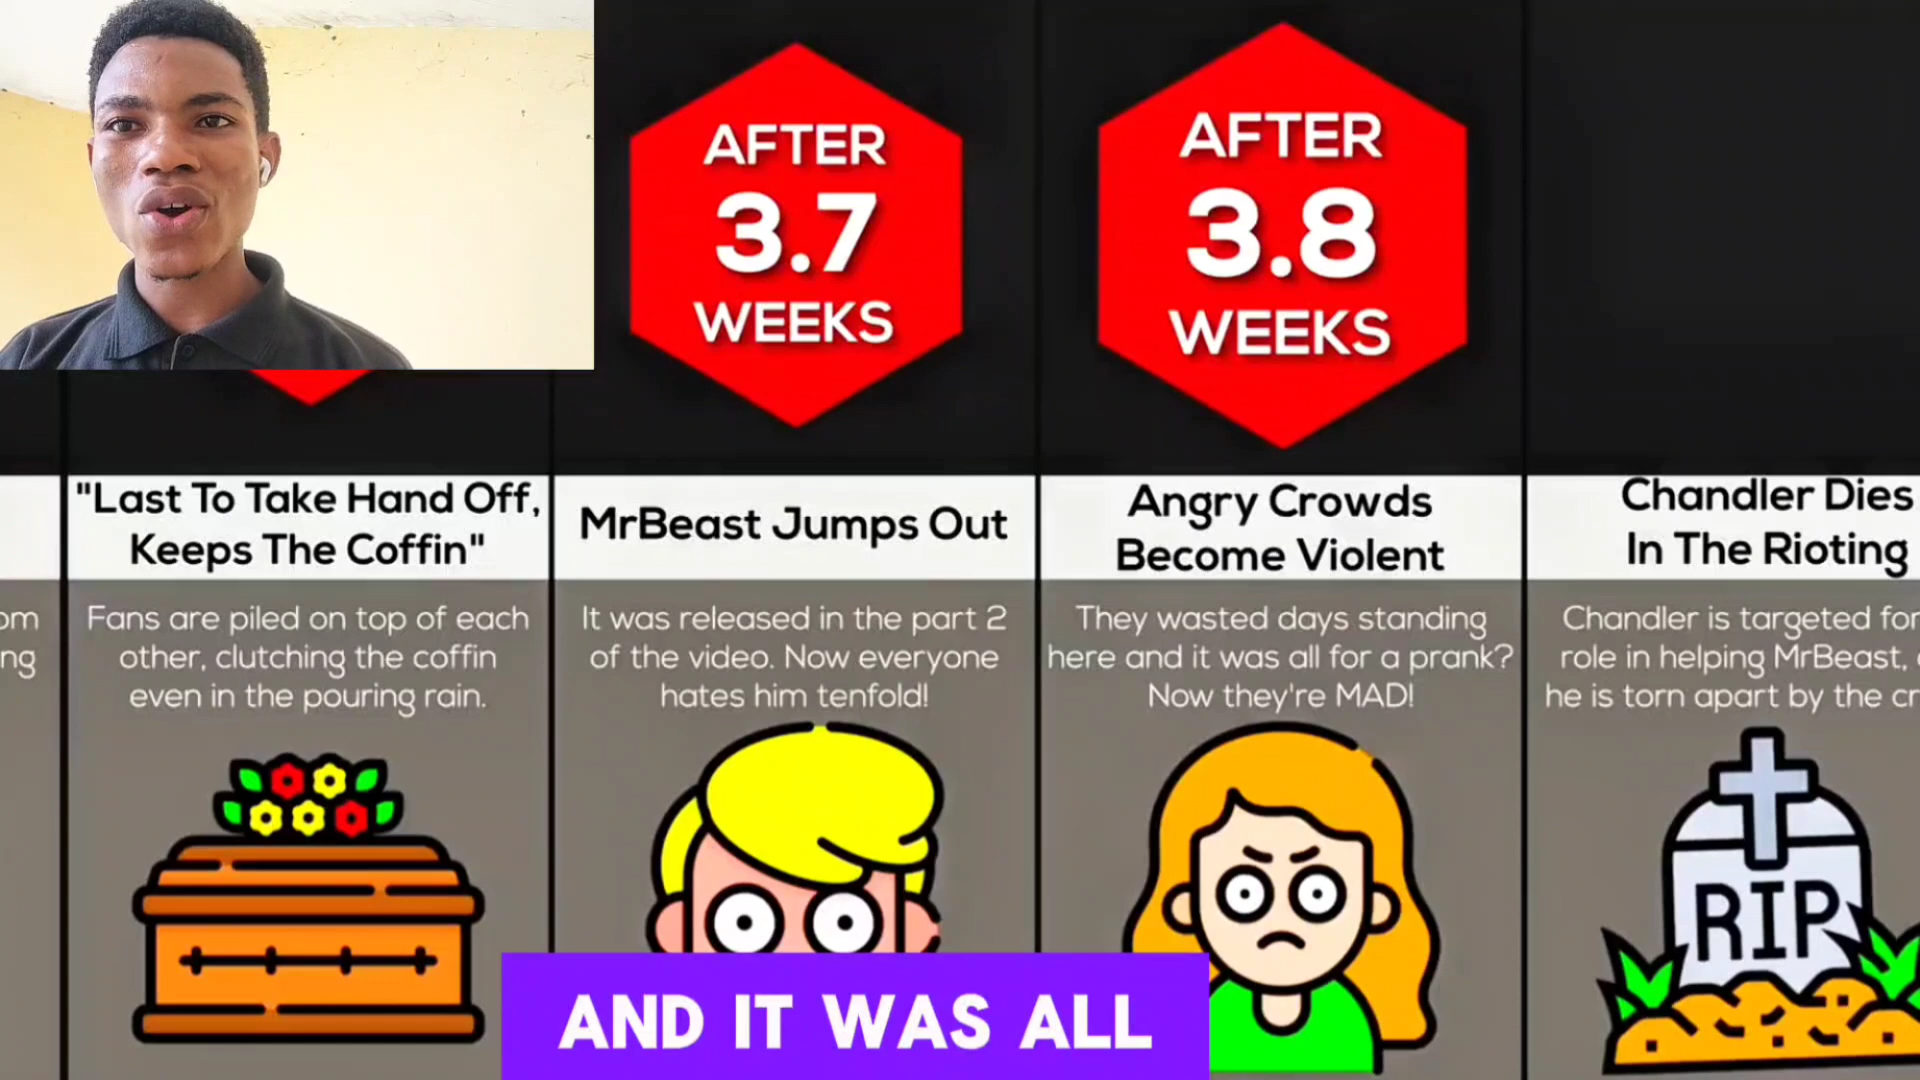 AFTER
3.7
WEEKS
AFTER
3.8
WEEKS
"Last To Take Hand Off,
Keeps The Coffin"
Fans are piled on top of each
other, clutching the coffin
even in the pouring rain.
MrBeast Jumps Out
It was released in the part 2
of the video. Now everyone
hates him tenfold!
Angry Crowds
Become Violent
They wasted days standing
here and it was all for a prank?
Now they're MAD!
Chandler Dies
In The Rioting
Chandler is targeted for
role in helping MrBeast,
he is torn apart by the
RIP
AND IT WAS ALL